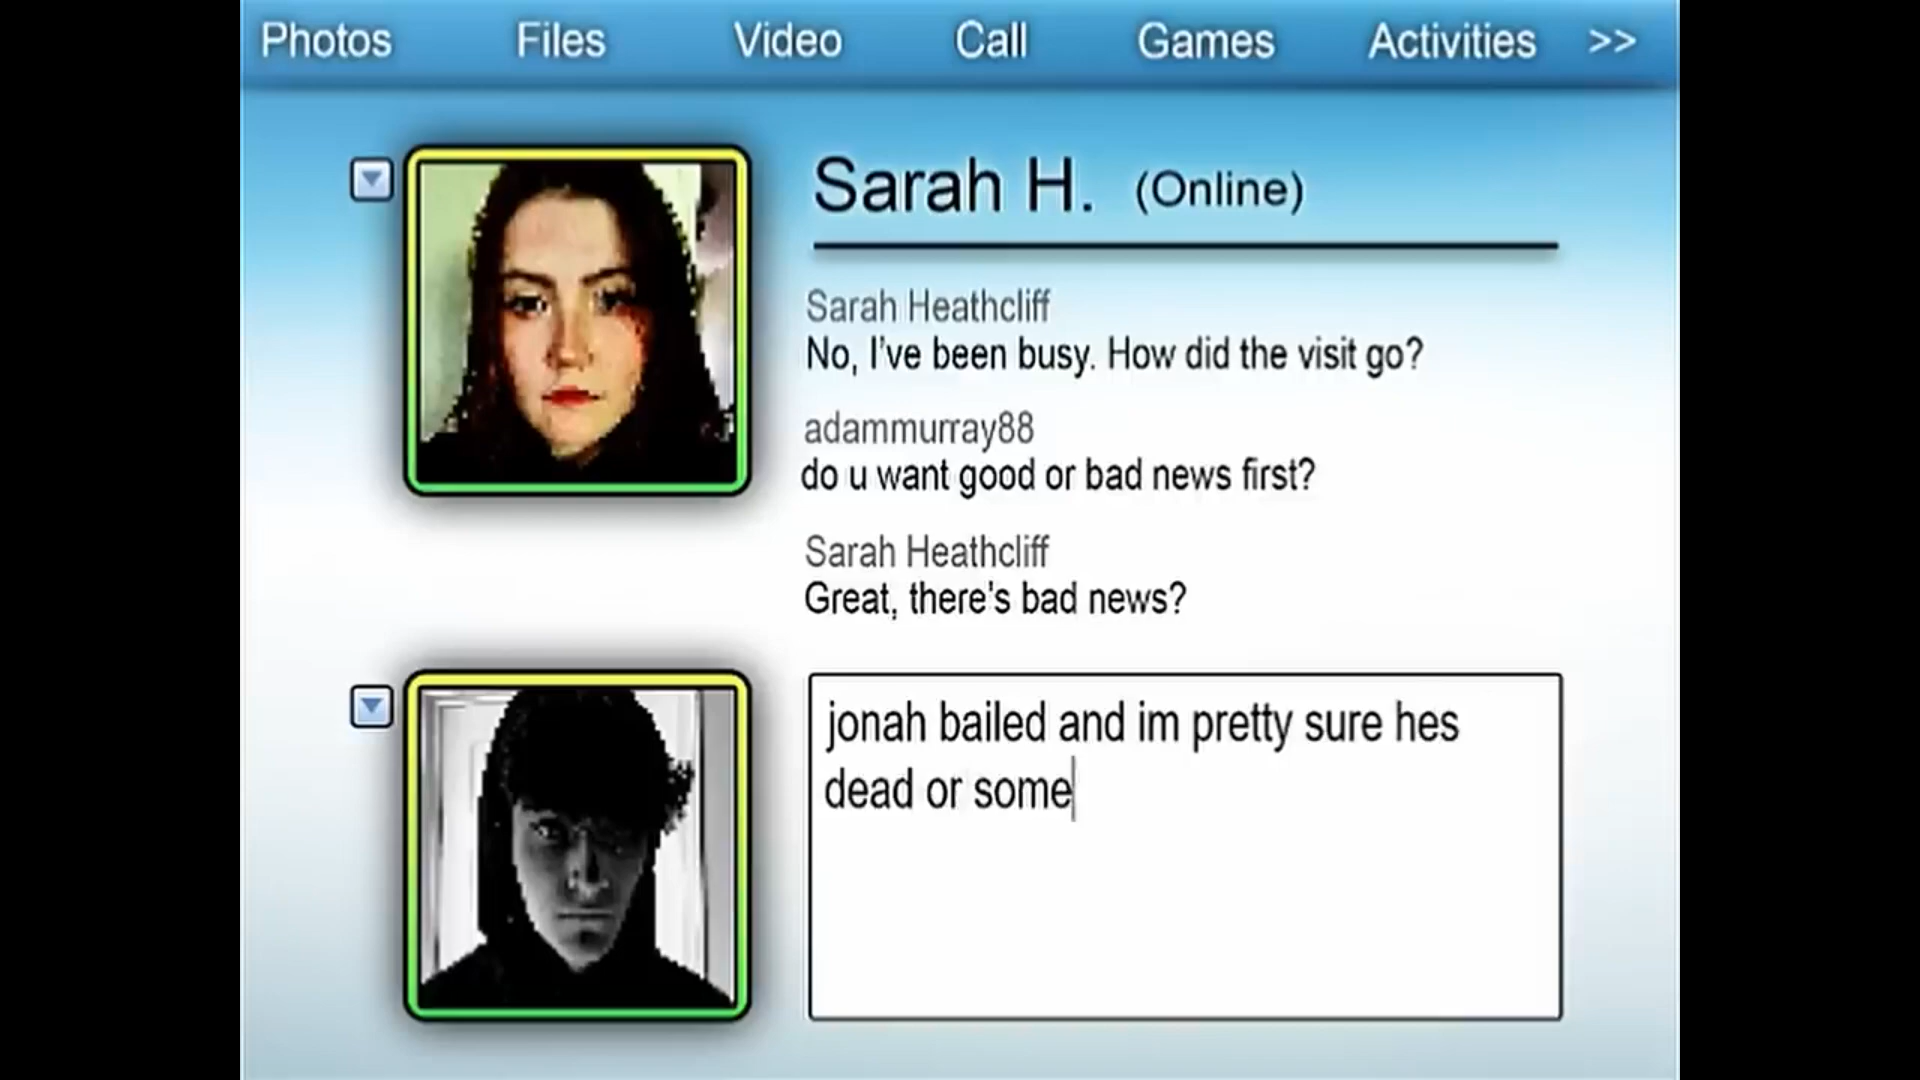 Photos Files Video Call Games Activities >>
Sarah H. (Online)
Sarah Heathcliff
No, I've been busy. How did the visit go?
adammurray88
do u want good or bad news first?
Sarah Heathcliff
Great, there's bad news?
jonah bailed and im pretty sure hes
dead or some